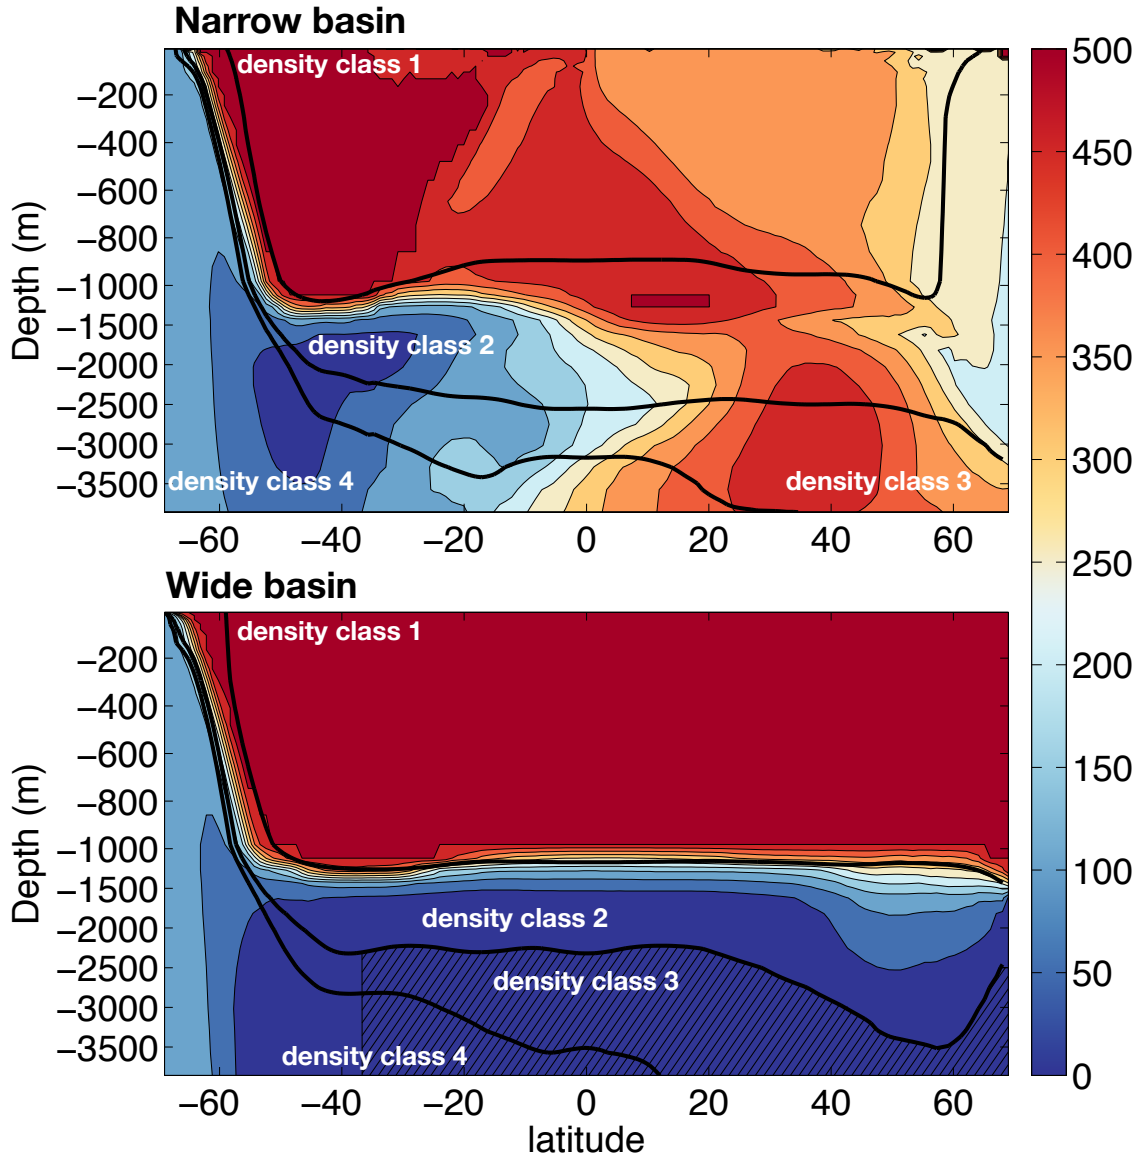 Narrow basin
density class 1
density class 2
density class 4
density class 3
Depth (m)
−200
−400
−600
−800
−1000
−1500
−2000
−2500
−3000
−3500
−60 −40 −20 0 20 40 60
Wide basin
density class 1
density class 2
density class 3
density class 4
Depth (m)
−200
−400
−600
−800
−1000
−1500
−2000
−2500
−3000
−3500
−60 −40 −20 0 20 40 60
latitude
500
450
400
350
300
250
200
150
100
50
0